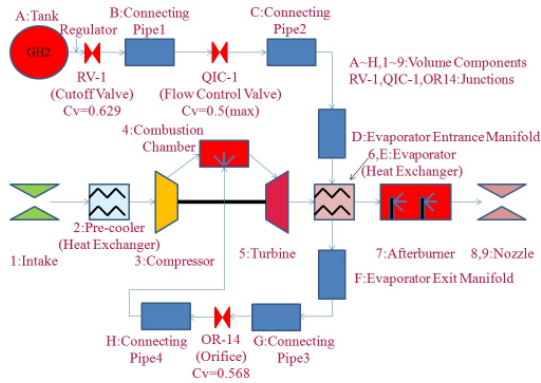 A:Tank
Regulator
B:Connecting
Pipe1
C:Connecting
Pipe2
GH2
RV-1
(Cutoff Valve)
Cv=0.629
QIC-1
(Flow Control Valve)
Cv=0.5(max)
A~H,1~9:Volume Components
RV-1,QIC-1,OR14:Junctions
4:Combustion
Chamber
D:Evaporator Entrance Manifold
6,E:Evaporator
(Heat Exchanger)
1:Intake
2:Pre-cooler
(Heat Exchanger)
3:Compressor
5:Turbine
7:Afterburner
8,9:Nozzle
F:Evaporator Exit Manifold
H:Connecting
Pipe4
OR-14
(Orifice)
Cv=0.568
G:Connecting
Pipe3